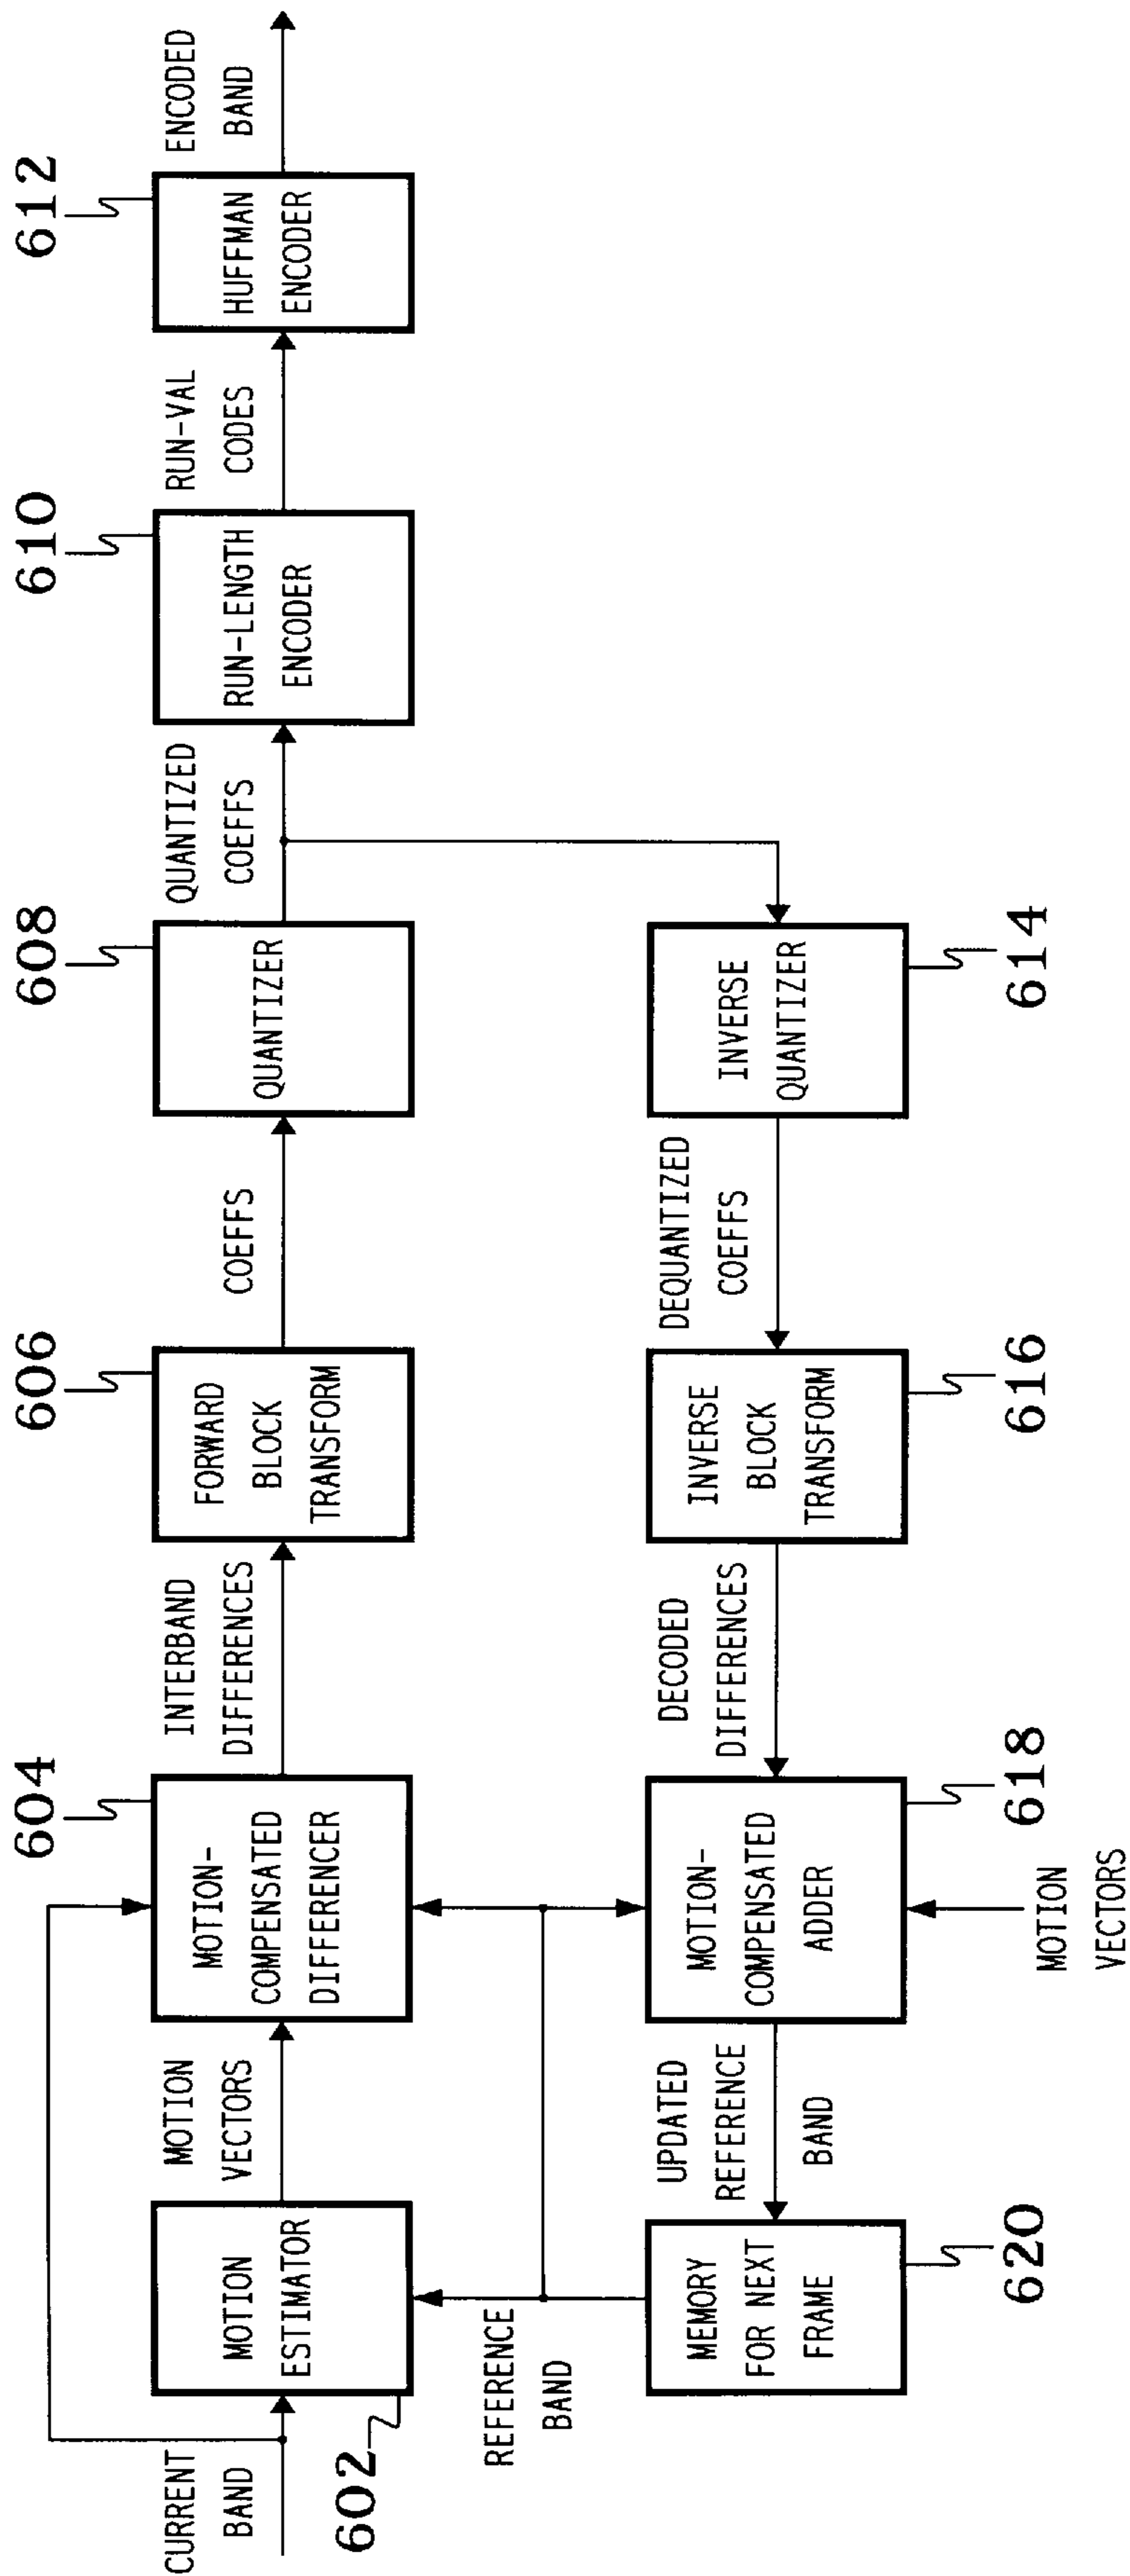 CURRENT
BAND
602
MOTION
ESTIMATOR
MOTION
VECTORS
604
MOTION-
COMPENSATED
DIFFERENCER
INTERBAND
DIFFERENCES
606
FORWARD
BLOCK
TRANSFORM
COEFFS
608
QUANTIZER
QUANTIZED
COEFFS
610
RUN-LENGTH
ENCODER
RUN-VAL
CODES
612
HUFFMAN
ENCODER
ENCODED
BAND
REFERENCE
BAND
MEMORY
FOR NEXT
FRAME
620
UPDATED
REFERENCE
BAND
MOTION-
COMPENSATED
ADDER
618
MOTION
VECTORS
DECODED
DIFFERENCES
INVERSE
BLOCK
TRANSFORM
616
DEQUANTIZED
COEFFS
INVERSE
QUANTIZER
614